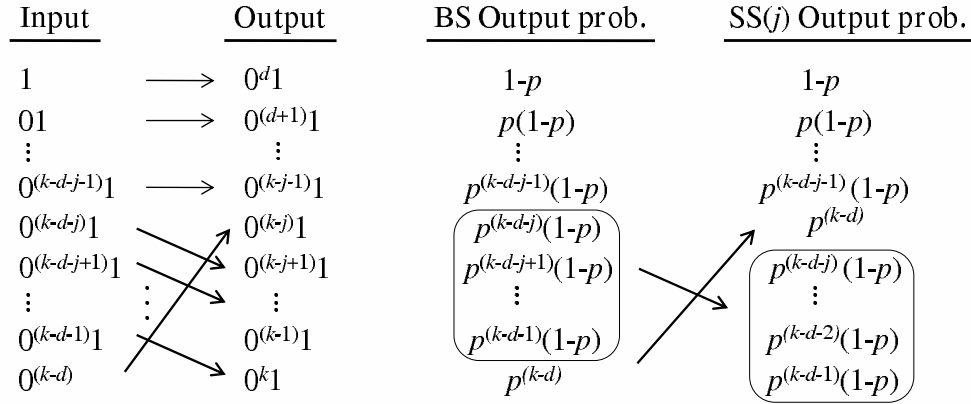 Input Output BS Output prob. SS(j) Output prob.
1 → 0^d1 1-p 1-p
01 → 0^(d+1)1 p(1-p) p(1-p)
⋮ ⋮ ⋮ ⋮
0^(k-d-j-1)1 → 0^(k-j-1)1 p^(k-d-j-1)(1-p) p^(k-d-j-1)(1-p)
0^(k-d-j)1 0^(k-j)1 p^(k-d-j)(1-p) p^(k-d)
0^(k-d-j+1)1 0^(k-j+1)1 p^(k-d-j+1)(1-p) p^(k-d-j)(1-p)
⋮ ⋮ ⋮ ⋮ ⋮
0^(k-d-1)1 0^(k-1)1 p^(k-d-1)(1-p) p^(k-d-2)(1-p)
0^(k-d) 0^k1 p^(k-d) p^(k-d-1)(1-p)